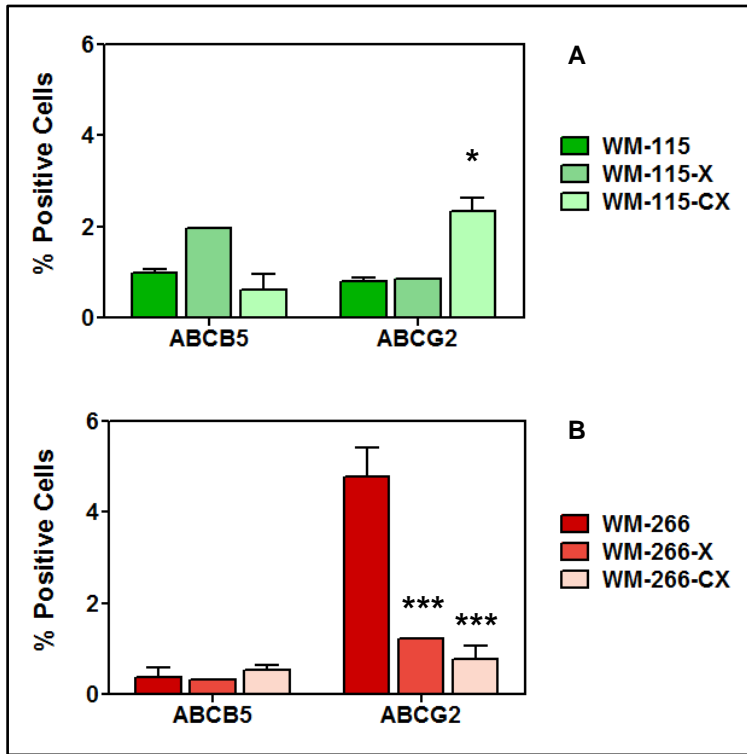 A
6
4
2
0
% Positive Cells
*
ABCB5 ABCG2
WM-115
WM-115-X
WM-115-CX
B
6
4
2
0
% Positive Cells
***
***
ABCB5 ABCG2
WM-266
WM-266-X
WM-266-CX